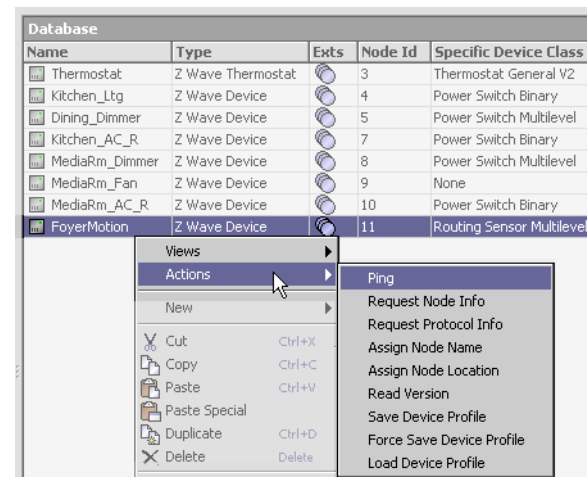 Database
Name Type Exts Node Id Specific Device Class
Thermostat Z Wave Thermostat 3 Thermostat General V2
Kitchen_Ltg Z Wave Device 4 Power Switch Binary
Dining_Dimmer Z Wave Device 5 Power Switch Multilevel
Kitchen_AC_R Z Wave Device 7 Power Switch Binary
MediaRm_Dimmer Z Wave Device 8 Power Switch Multilevel
MediaRm_Fan Z Wave Device 9 None
MediaRm_AC_R Z Wave Device 10 Power Switch Binary
FoyerMotion Z Wave Device 11 Routing Sensor Multilevel
Views
Actions
New
Cut Ctrl+X
Copy Ctrl+C
Paste Ctrl+V
Paste Special
Duplicate Ctrl+D
Delete Delete
Ping
Request Node Info
Request Protocol Info
Assign Node Name
Assign Node Location
Read Version
Save Device Profile
Force Save Device Profile
Load Device Profile